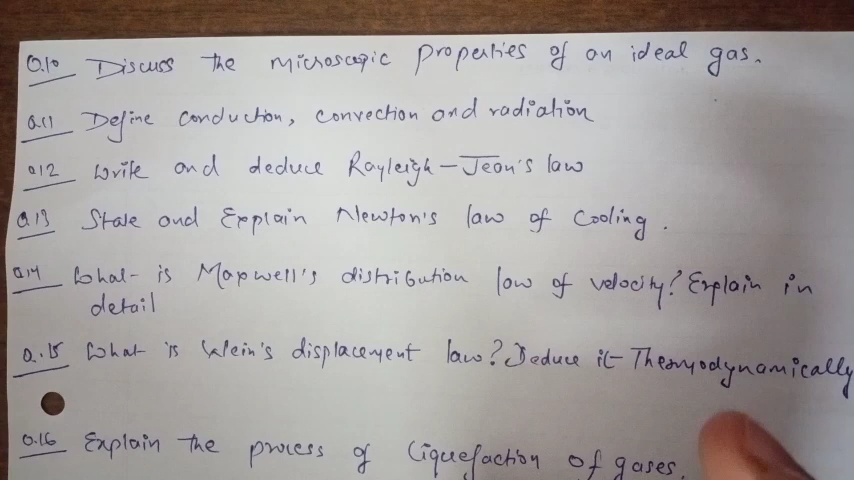 Q.10 Discuss the microscopic properties of an ideal gas.
Q.11 Define conduction, convection and radiation
Q.12 Write and deduce Rayleigh-Jean's law
Q.13 State and Explain Newton's law of Cooling.
Q.14 What is Maxwell's distribution law of velocity? Explain in
detail
Q.15 What is Wein's displacement law? Deduce it Thermodynamically
Q.16 Explain the process of liquefaction of gases.